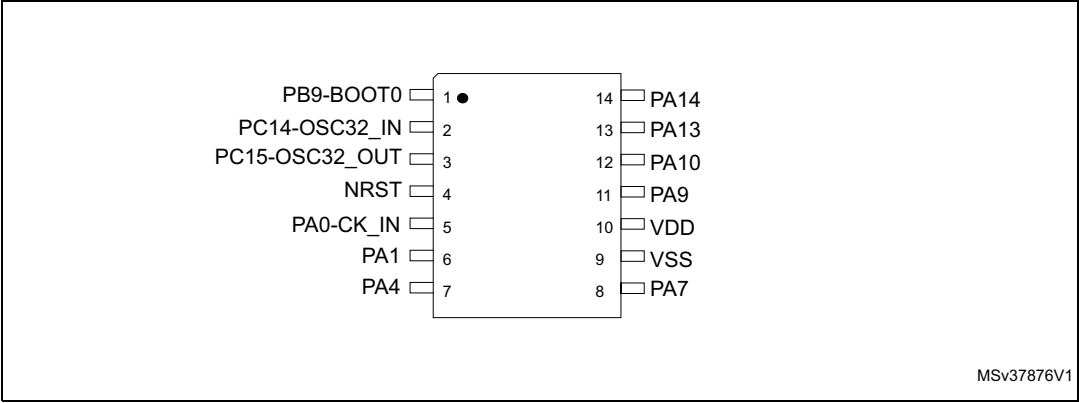 PB9-BOOT0 1 14 PA14
PC14-OSC32_IN 2 13 PA13
PC15-OSC32_OUT 3 12 PA10
NRST 4 11 PA9
PA0-CK_IN 5 10 VDD
PA1 6 9 VSS
PA4 7 8 PA7
MSv37876V1